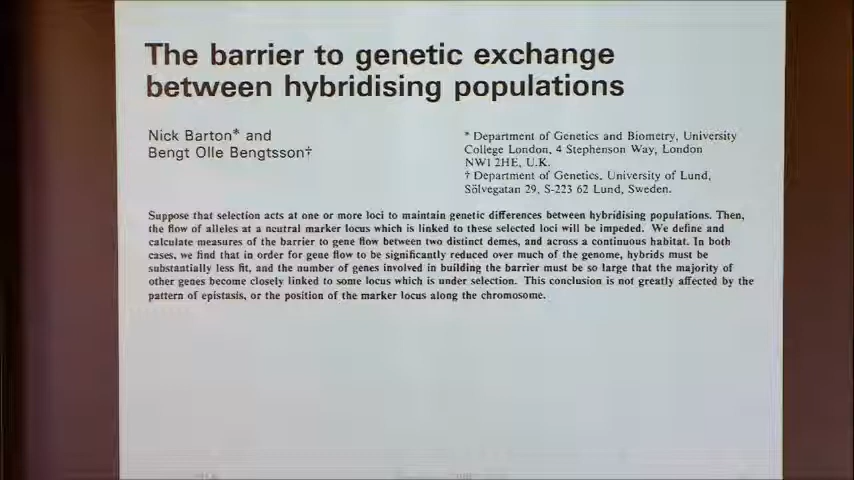 The barrier to genetic exchange
between hybridising populations
Nick Barton* and
Bengt Olle Bengtsson†
* Department of Genetics and Biometry, University
College London, 4 Stephenson Way, London
NW1 2HE, U.K.
† Department of Genetics, University of Lund,
Sölvegatan 29, S-223 62 Lund, Sweden.
Suppose that selection acts at one or more loci to maintain genetic differences between hybridising populations. Then,
the flow of alleles at a neutral marker locus which is linked to these selected loci will be impeded. We define and
calculate measures of the barrier to gene flow between two distinct demes, and across a continuous habitat. In both
cases, we find that in order for gene flow to be significantly reduced over much of the genome, hybrids must be
substantially less fit, and the number of genes involved in building the barrier must be so large that the majority of
other genes become closely linked to some locus which is under selection. This conclusion is not greatly affected by the
pattern of epistasis, or the position of the marker locus along the chromosome.